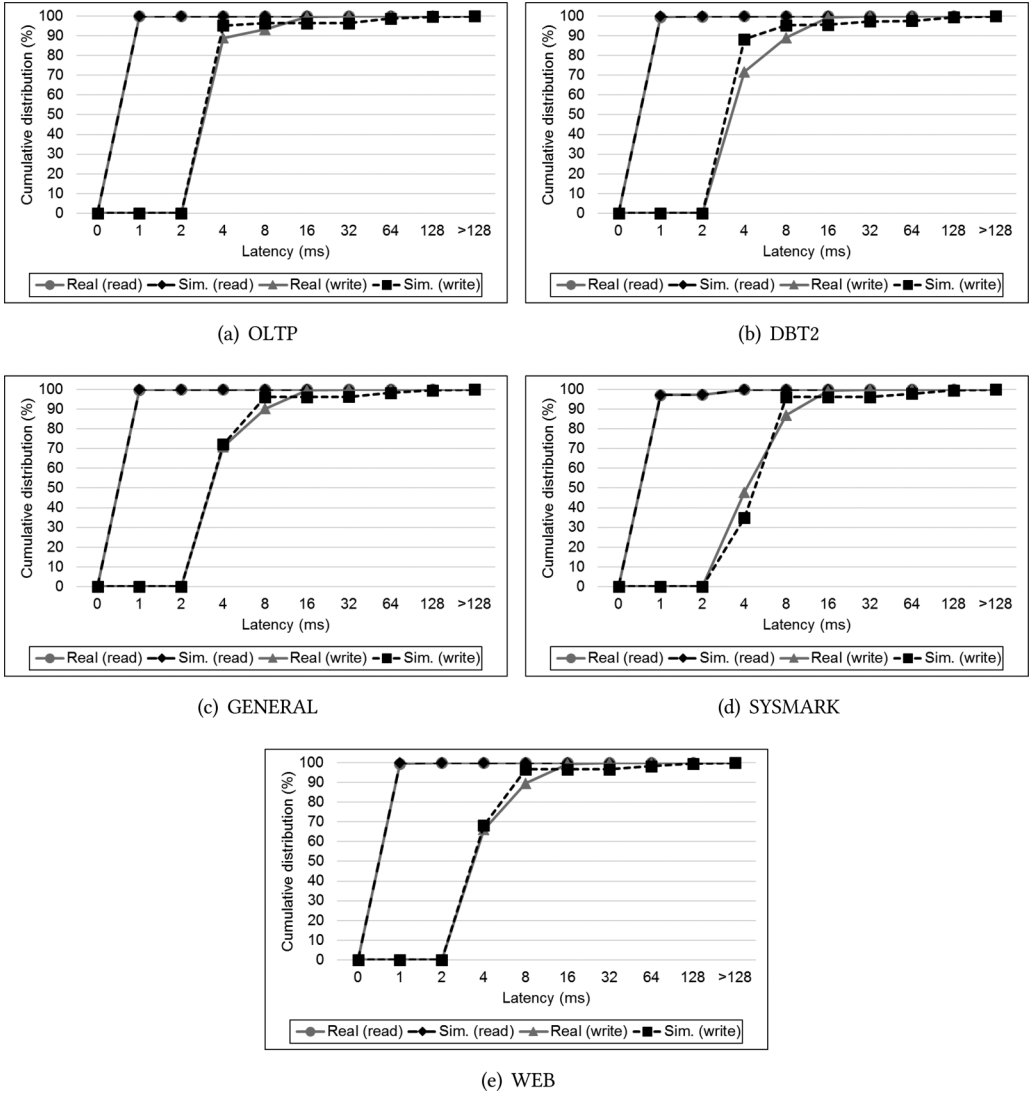 Cumulative distribution (%)
100
90
80
70
60
50
40
30
20
10
0
0 1 2 4 8 16 32 64 128 >128
Latency (ms)
Real (read) Sim. (read) Real (write) Sim. (write)
(a) OLTP
Cumulative distribution (%)
100
90
80
70
60
50
40
30
20
10
0
0 1 2 4 8 16 32 64 128 >128
Latency (ms)
Real (read) Sim. (read) Real (write) Sim. (write)
(b) DBT2
Cumulative distribution (%)
100
90
80
70
60
50
40
30
20
10
0
0 1 2 4 8 16 32 64 128 >128
Latency (ms)
Real (read) Sim. (read) Real (write) Sim. (write)
(c) GENERAL
Cumulative distribution (%)
100
90
80
70
60
50
40
30
20
10
0
0 1 2 4 8 16 32 64 128 >128
Latency (ms)
Real (read) Sim. (read) Real (write) Sim. (write)
(d) SYSMARK
Cumulative distribution (%)
100
90
80
70
60
50
40
30
20
10
0
0 1 2 4 8 16 32 64 128 >128
Latency (ms)
Real (read) Sim. (read) Real (write) Sim. (write)
(e) WEB